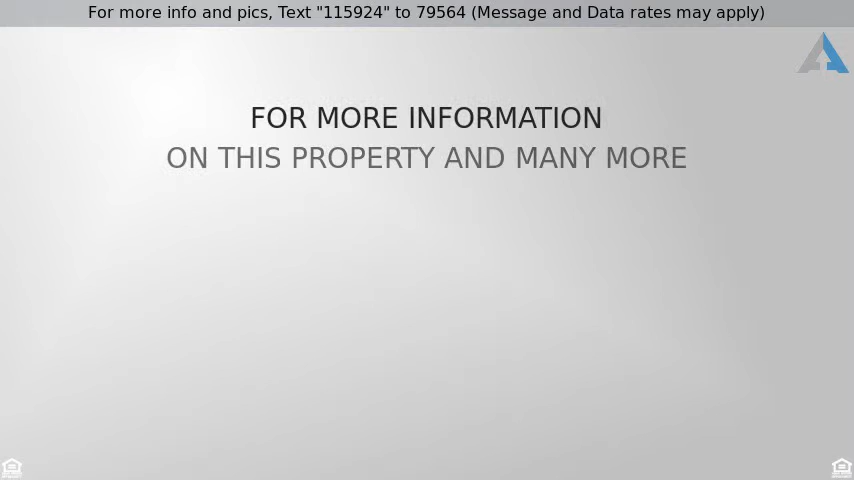 For more info and pics, Text "115924" to 79564 (Message and Data rates may apply)
FOR MORE INFORMATION
ON THIS PROPERTY AND MANY MORE